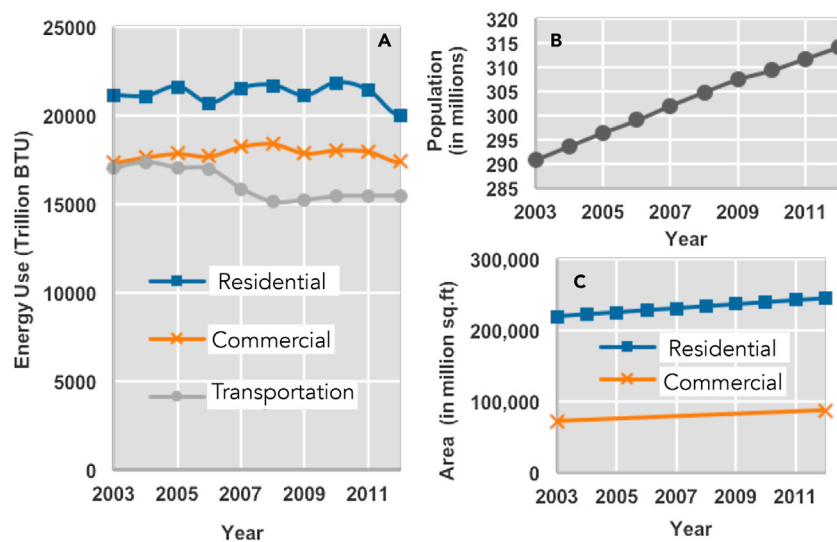 A
25000
20000
15000
10000
5000
0
Energy Use (Trillion BTU)
Residential
Commercial
Transportation
2003 2005 2007 2009 2011
Year
B
320
315
310
305
300
295
290
285
Population
(in millions)
2003 2005 2007 2009 2011
Year
C
300,000
200,000
100,000
0
Area (in million sq.ft)
Residential
Commercial
2003 2005 2007 2009 2011
Year